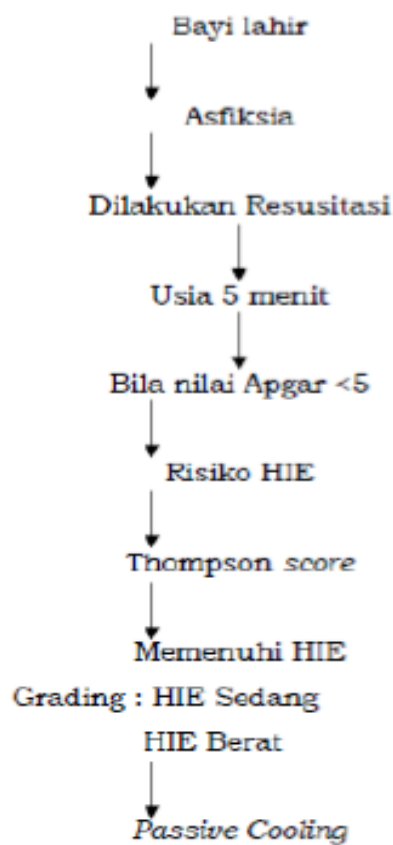 Bayi lahir
Asfiksia
Dilakukan Resusitasi
Usia 5 menit
Bila nilai Apgar <5
Risiko HIE
Thompson score
Memenuhi HIE
Grading : HIE Sedang
HIE Berat
Passive Cooling